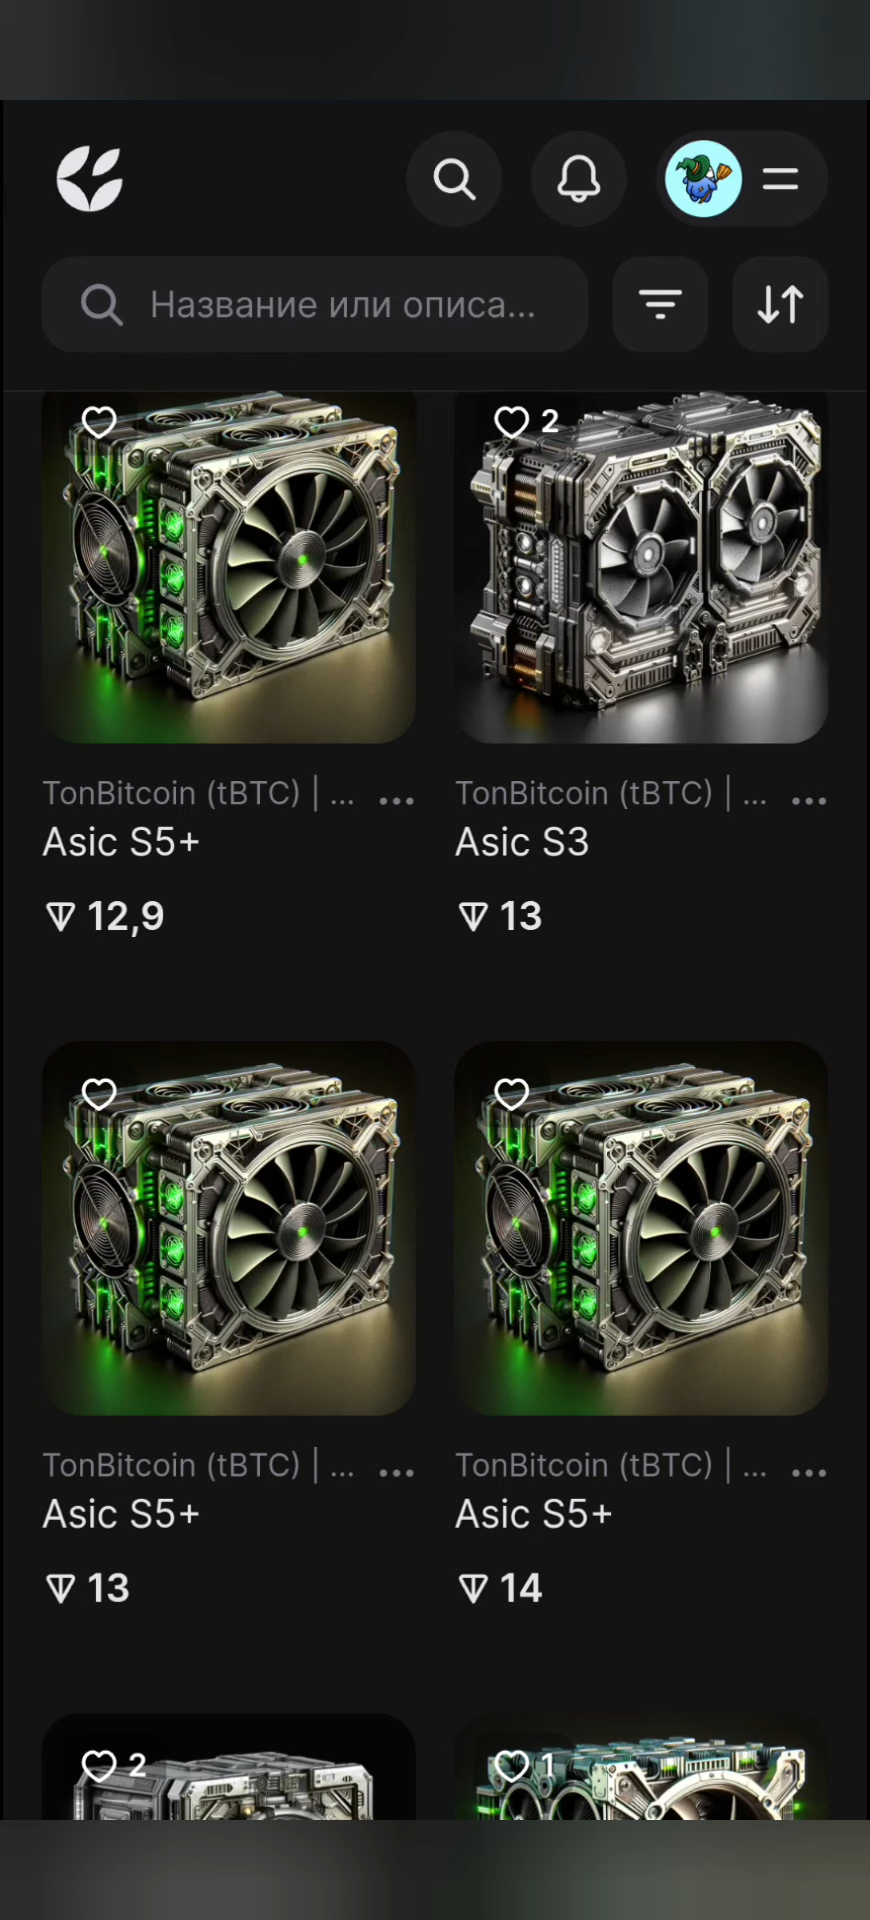 Название или описа...
2
TonBitcoin (tBTC) | ...
Asic S5+
12,9
TonBitcoin (tBTC) | ...
Asic S3
13
TonBitcoin (tBTC) | ...
Asic S5+
13
TonBitcoin (tBTC) | ...
Asic S5+
14
2
1